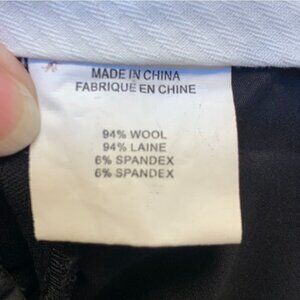 MADE IN CHINA
FABRIQUE EN CHINE
94% WOOL
94% LAINE
6% SPANDEX
6% SPANDEX